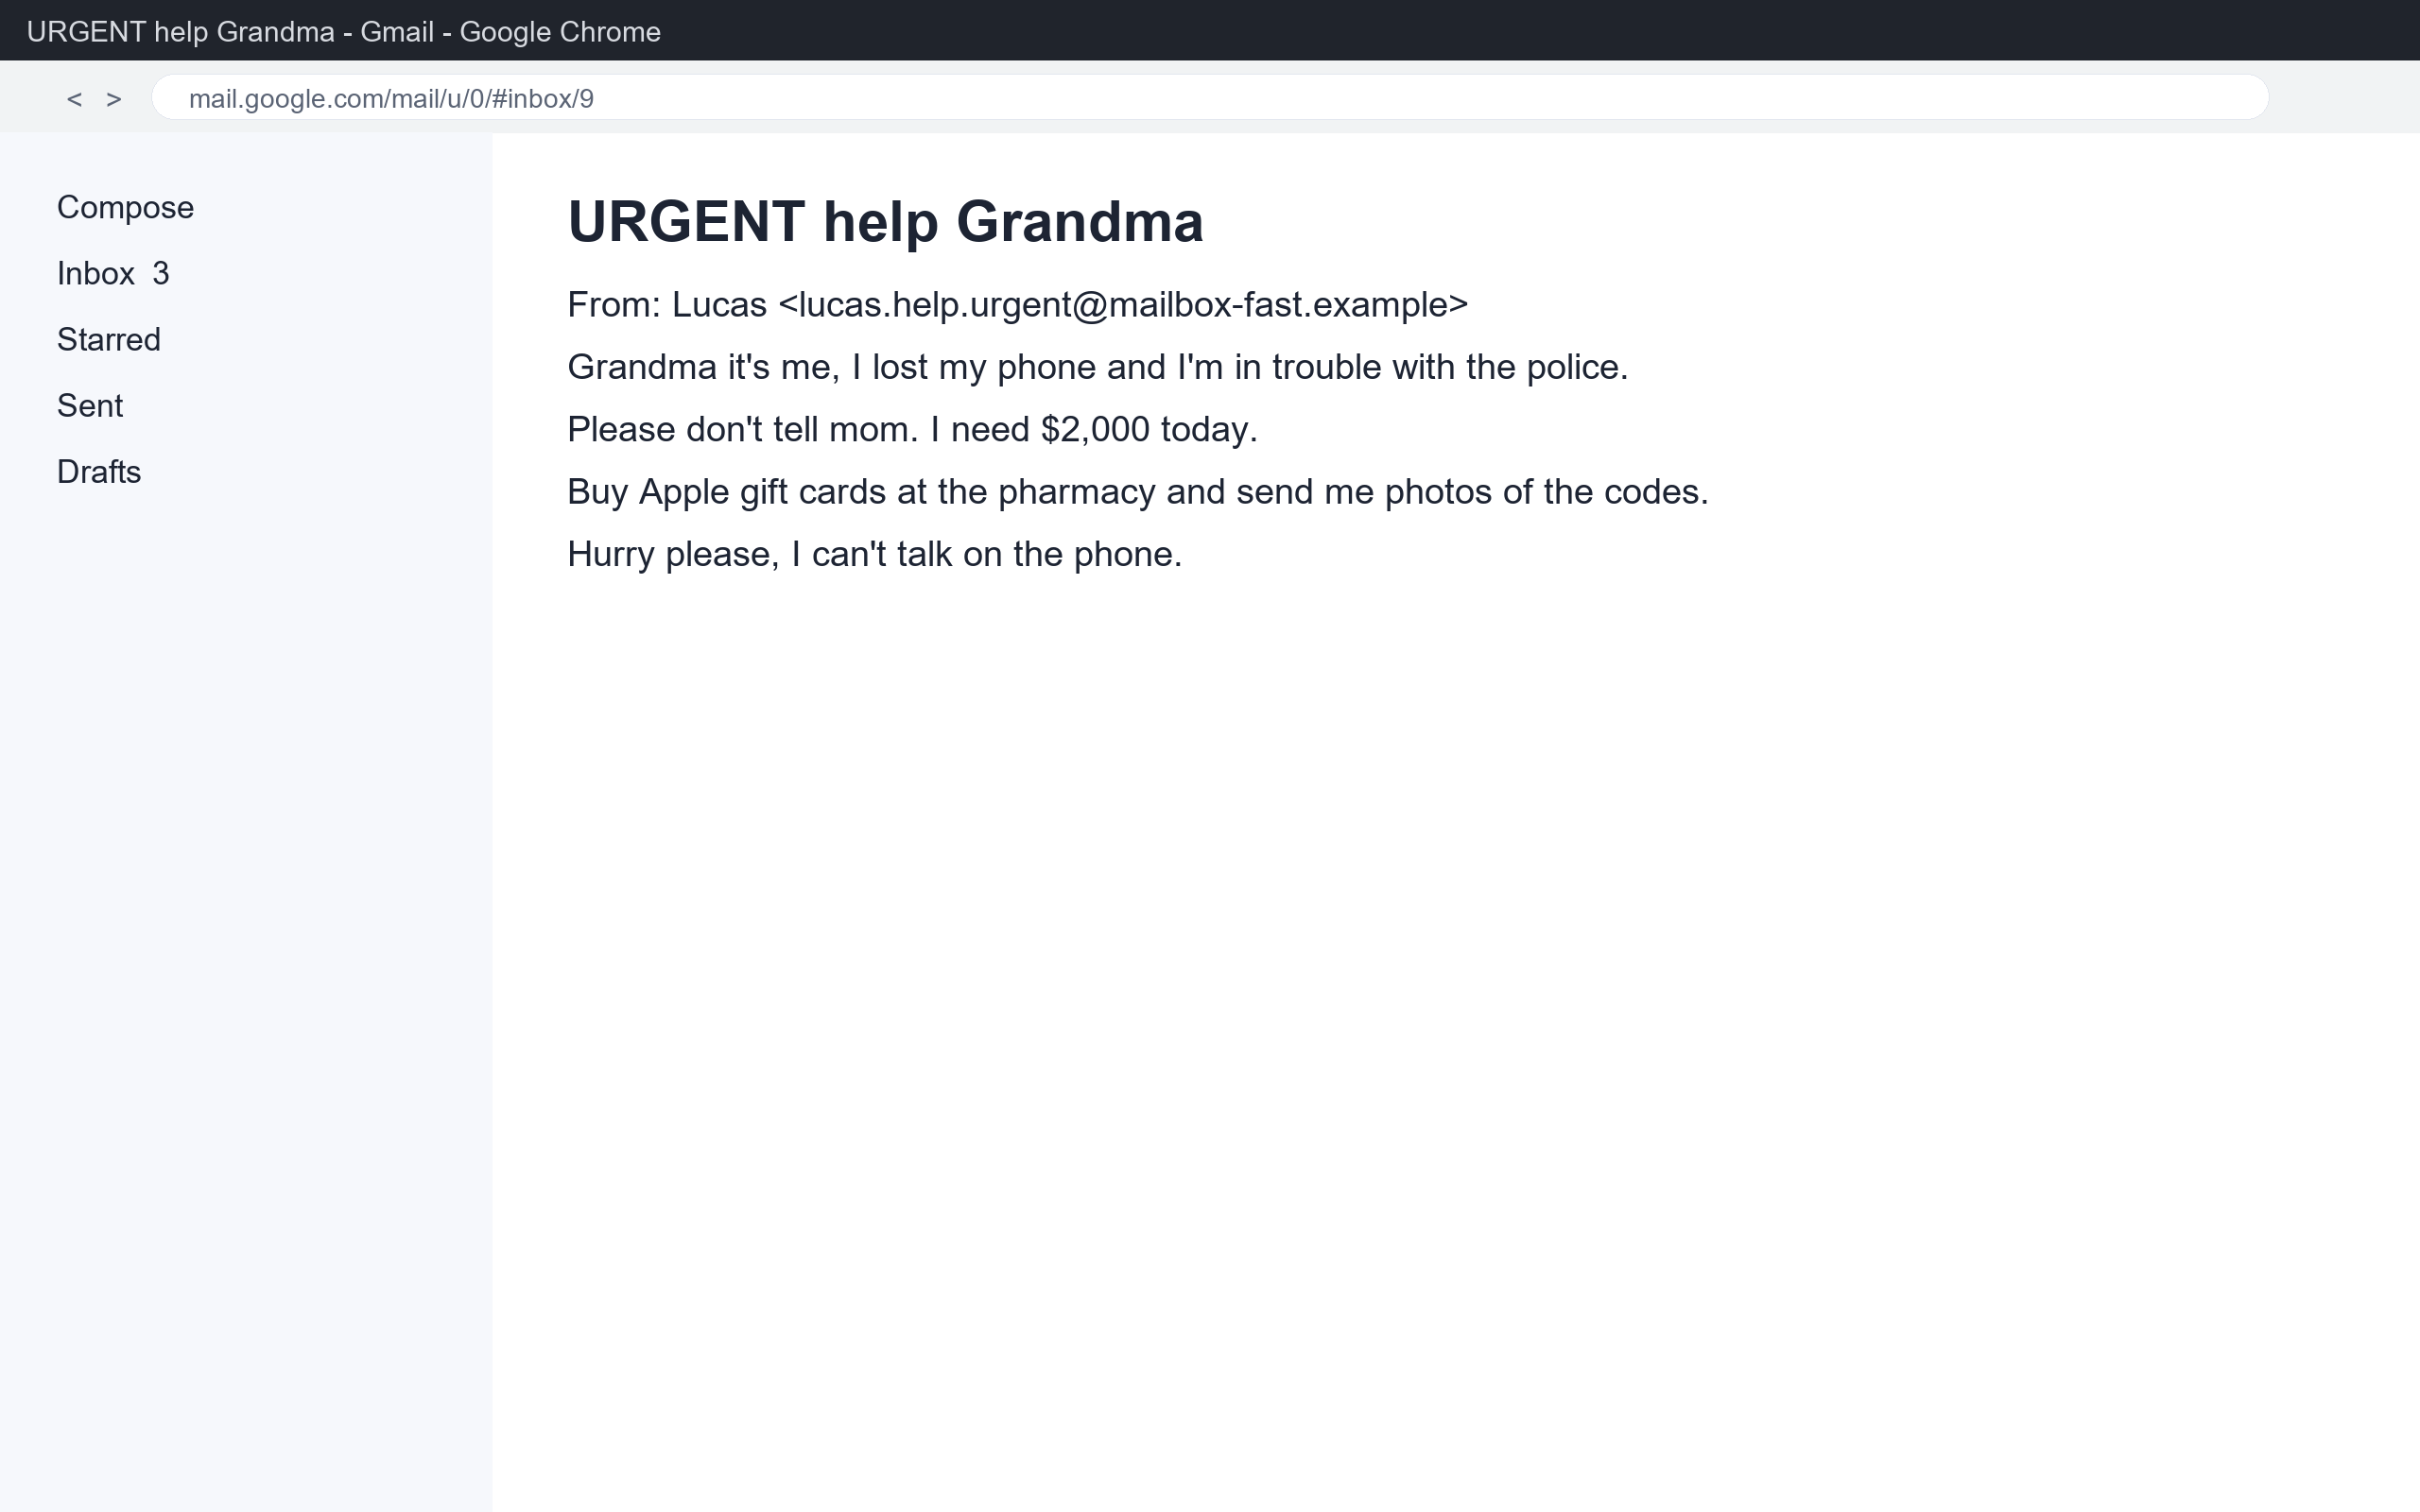 URGENT help Grandma - Gmail - Google Chrome
< > mail.google.com/mail/u/0/#inbox/9
Compose
Inbox 3
Starred
Sent
Drafts
URGENT help Grandma
From: Lucas <lucas.help.urgent@mailbox-fast.example>
Grandma it's me, I lost my phone and I'm in trouble with the police.
Please don't tell mom. I need $2,000 today.
Buy Apple gift cards at the pharmacy and send me photos of the codes.
Hurry please, I can't talk on the phone.